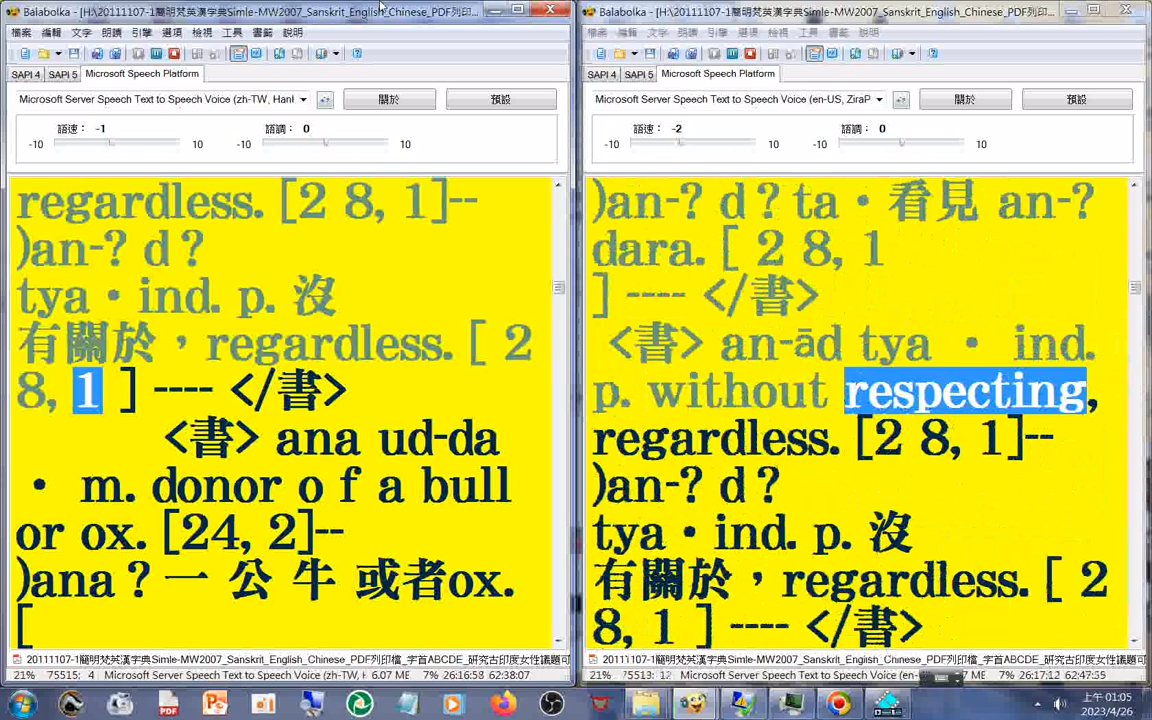 Balabolka - [H:\20111107-1簡明梵英漢字典Simle-MW2007_Sanskrit_English_Chinese_PDF列印...
檔案 編輯 文字 朗讀 引擎 選項 檢視 工具 書籤 說明
SAPI 4 SAPI 5 Microsoft Speech Platform
Microsoft Server Speech Text to Speech Voice (zh-TW, HanH
關於 預設
語速： -1 語調： 0
-10 10 -10 10
regardless. [2 8, 1]--
)an-? d？
tya・ind. p. 沒
有關於，regardless. [ 2
8, 1 ] ---- </書>
<書> ana ud-da
・ m. donor o f a bull
or ox. [24, 2]--
)ana？一 公 牛 或者ox.
[
20111107-1簡明梵英漢字典Simle-MW2007_Sanskrit_English_Chinese_PDF列印檔_字首ABCDE_研究古印度女性議題可
21% 75515: 4 Microsoft Server Speech Text to Speech Voice (zh-TW, H 6.07 ME 7% 26:16:58 62:38:07
Balabolka - [H:\20111107-1簡明梵英漢字典Simle-MW2007_Sanskrit_English_Chinese_PDF列印...
檔案 編輯 文字 朗讀 引擎 選項 檢視 工具 書籤 說明
SAPI 4 SAPI 5 Microsoft Speech Platform
Microsoft Server Speech Text to Speech Voice (en-US, ZiraP
關於 預設
語速： -2 語調： 0
-10 10 -10 10
)an-? d？ta・看見 an-?
dara. [ 2 8, 1
] ---- </書>
<書> an-ād tya ・ ind.
p. without respecting,
regardless. [2 8, 1]--
)an-? d？
tya・ind. p. 沒
有關於，regardless. [ 2
8, 1 ] ---- </書>
20111107-1簡明梵英漢字典Simle-MW2007_Sanskrit_English_Chinese_PDF列印檔_字首ABCDE_研究古印度女性議題可
21% 75513: 12 Microsoft Server Speech Text to Speech Voice 7% 26:17:12 62:47:55
上午 01:05
2023/4/26